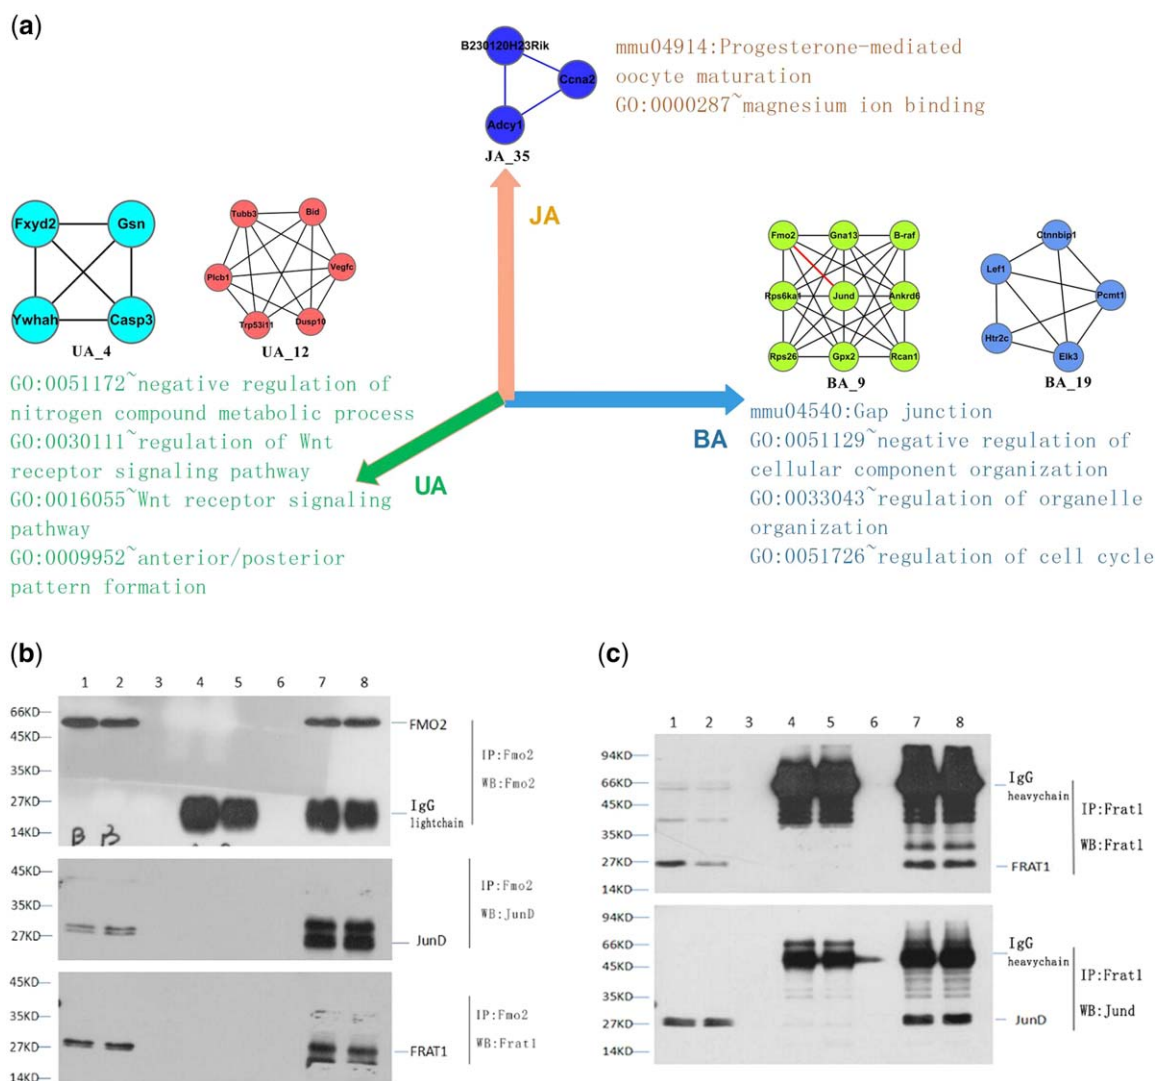 (a)
B230120H23Rik
Ccna2
Adcy1
JA_35
mmu04914:Progesterone-mediated
oocyte maturation
GO:0000287~magnesium ion binding
JA
Fxyd2
Gsn
Ywhah
Casp3
UA_4
Tubb3
Bid
Plcb1
Vegfc
Trp53i11
Dusp10
UA_12
GO:0051172~negative regulation of
nitrogen compound metabolic process
GO:0030111~regulation of Wnt
receptor signaling pathway
GO:0016055~Wnt receptor signaling
pathway
GO:0009952~anterior/posterior
pattern formation
UA
BA
Fmo2
Gna13
B-raf
Rps6ka1
Jund
Ankrd6
Rps26
Gpx2
Rcan1
BA_9
Ctnnbip1
Lef1
Pcmt1
Htr2c
Elk3
BA_19
mmu04540:Gap junction
GO:0051129~negative regulation of
cellular component organization
GO:0033043~regulation of organelle
organization
GO:0051726~regulation of cell cycle
(b)
1 2 3 4 5 6 7 8
66KD
45KD
35KD
27KD
14KD
FMO2
IgG
lightchain
IP:Fmo2
WB:Fmo2
45KD
35KD
27KD
JunD
IP:Fmo2
WB:JunD
45KD
35KD
27KD
14KD
FRAT1
IP:Fmo2
WB:Frat1
(c)
1 2 3 4 5 6 7 8
94KD
66KD
45KD
35KD
27KD
14KD
IgG
heavychain
FRAT1
IP:Frat1
WB:Frat1
94KD
66KD
45KD
35KD
27KD
14KD
IgG
heavychain
JunD
IP:Frat1
WB:Jund